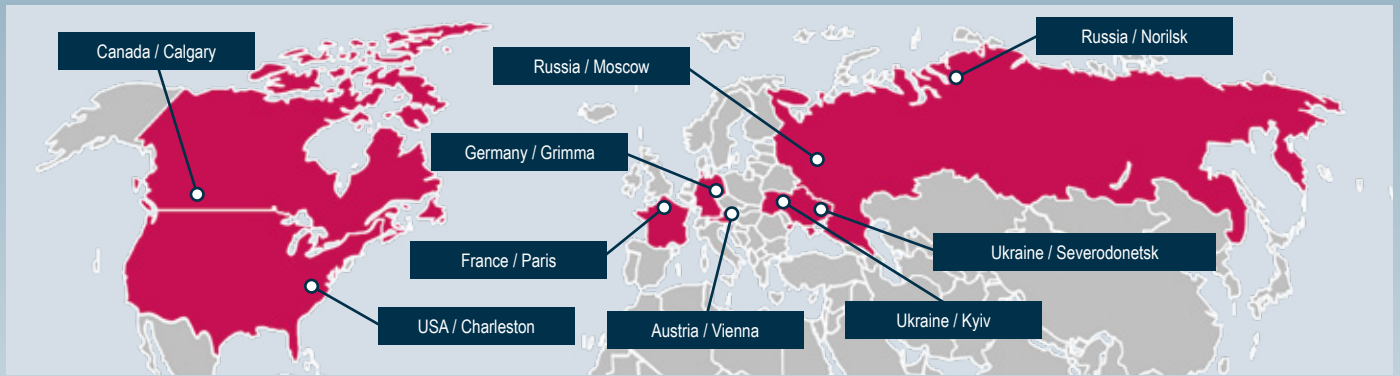 Canada / Calgary
Russia / Norilsk
Russia / Moscow
Germany / Grimma
France / Paris
Ukraine / Severodonetsk
USA / Charleston
Austria / Vienna
Ukraine / Kyiv